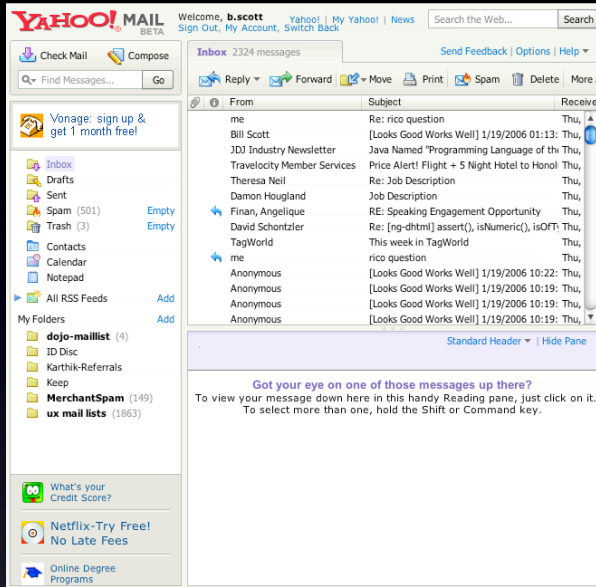 YAHOO! MAIL
BETA
Welcome, b.scott
Yahoo! | My Yahoo! | News
Search the Web...
Search
Sign Out, My Account, Switch Back
Check Mail
Compose
Find Messages...
Go
Vonage: sign up &
get 1 month free!
Inbox
Drafts
Sent
Spam (501) Empty
Trash (3) Empty
Contacts
Calendar
Notepad
All RSS Feeds Add
My Folders Add
dojo-maillist (4)
ID Disc
Karthik-Referrals
Keep
MerchantSpam (149)
ux mail lists (1863)
What's your
Credit Score?
Netflix-Try Free!
No Late Fees
Online Degree
Programs
Inbox 2324 messages
Send Feedback | Options | Help
Reply Forward Move Print Spam Delete More
From Subject Receive
me Re: rico question Thu,
Bill Scott [Looks Good Works Well] 1/19/2006 01:13: Thu,
JDJ Industry Newsletter Java Named "Programming Language of the Thu,
Travelocity Member Services Price Alert! Flight + 5 Night Hotel to Honol Thu,
Theresa Neil Re: Job Description Thu,
Damon Hougland Job Description Thu,
Finan, Angelique RE: Speaking Engagement Opportunity Thu,
David Schontzler Re: [ng-dhtml] assert(), isNumeric(), isOfT Thu,
TagWorld This week in TagWorld Thu,
me rico question Thu,
Anonymous [Looks Good Works Well] 1/19/2006 10:22: Thu,
Anonymous [Looks Good Works Well] 1/19/2006 10:19: Thu,
Anonymous [Looks Good Works Well] 1/19/2006 10:19: Thu,
Anonymous [Looks Good Works Well] 1/19/2006 10:19: Thu,
Standard Header | Hide Pane
Got your eye on one of those messages up there?
To view your message down here in this handy Reading pane, just click on it.
To select more than one, hold the Shift or Command key.